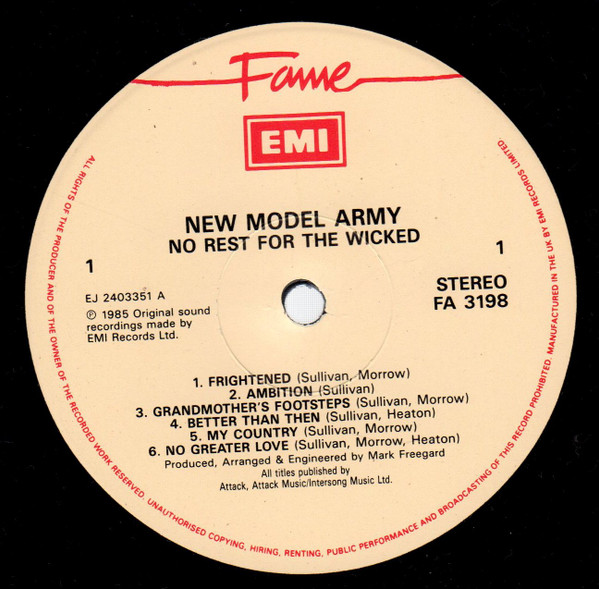 Fame
EMI
NEW MODEL ARMY
NO REST FOR THE WICKED
1
1
EJ 2403351 A
℗ 1985 Original sound
recordings made by
EMI Records Ltd.
STEREO
FA 3198
1. FRIGHTENED (Sullivan, Morrow)
2. AMBITION (Sullivan)
3. GRANDMOTHER'S FOOTSTEPS (Sullivan, Morrow)
4. BETTER THAN THEN (Sullivan, Heaton)
5. MY COUNTRY (Sullivan, Morrow)
6. NO GREATER LOVE (Sullivan, Morrow, Heaton)
Produced, Arranged & Engineered by Mark Freegard
All titles published by
Attack, Attack Music/Intersong Music Ltd.
ALL RIGHTS OF THE PRODUCER AND OF THE OWNER OF THE RECORDED WORK RESERVED. UNAUTHORISED COPYING, HIRING, RENTING, PUBLIC PERFORMANCE AND BROADCASTING OF THIS RECORD PROHIBITED. MANUFACTURED IN THE UK BY EMI RECORDS LIMITED.